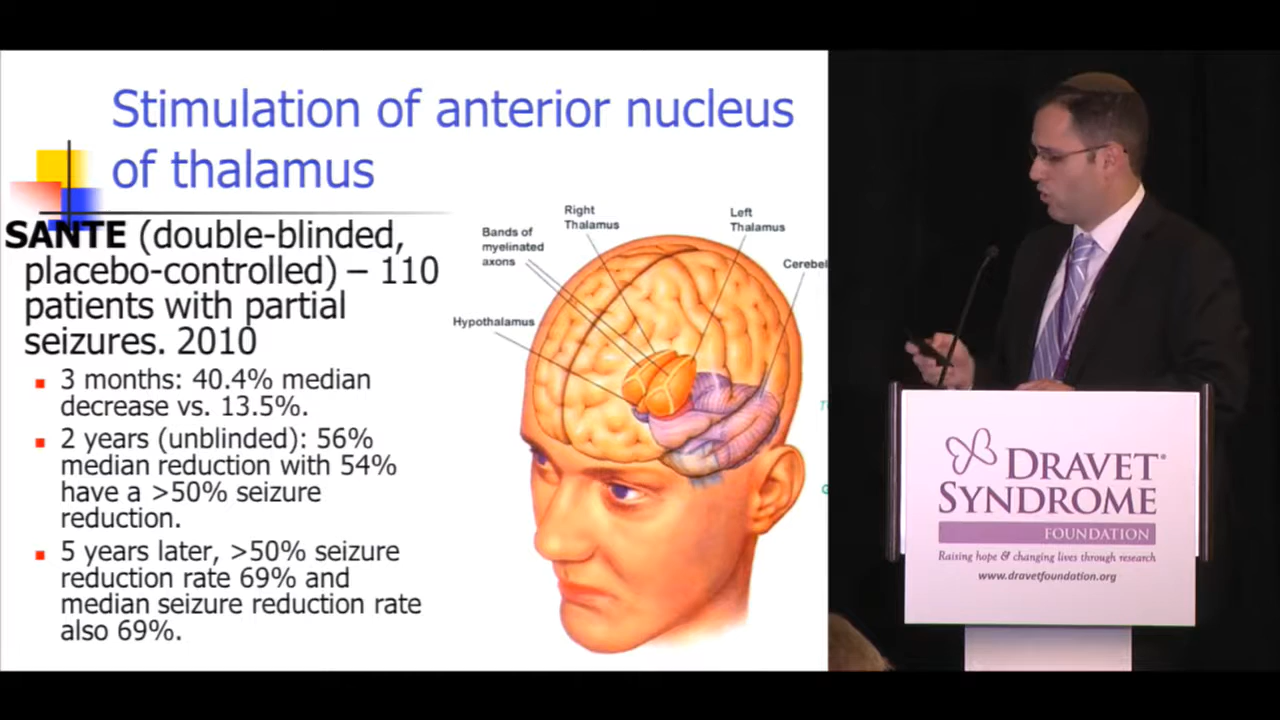 Stimulation of anterior nucleus
of thalamus
SANTE (double-blinded,
placebo-controlled) – 110
patients with partial
seizures. 2010
3 months: 40.4% median
decrease vs. 13.5%.
2 years (unblinded): 56%
median reduction with 54%
have a >50% seizure
reduction.
5 years later, >50% seizure
reduction rate 69% and
median seizure reduction rate
also 69%.
Right
Thalamus
Left
Thalamus
Bands of
myelinated
axons
Cerebel
Hypothalamus
DRAVET
SYNDROME
FOUNDATION
Raising hope & changing lives through research
www.dravetfoundation.org